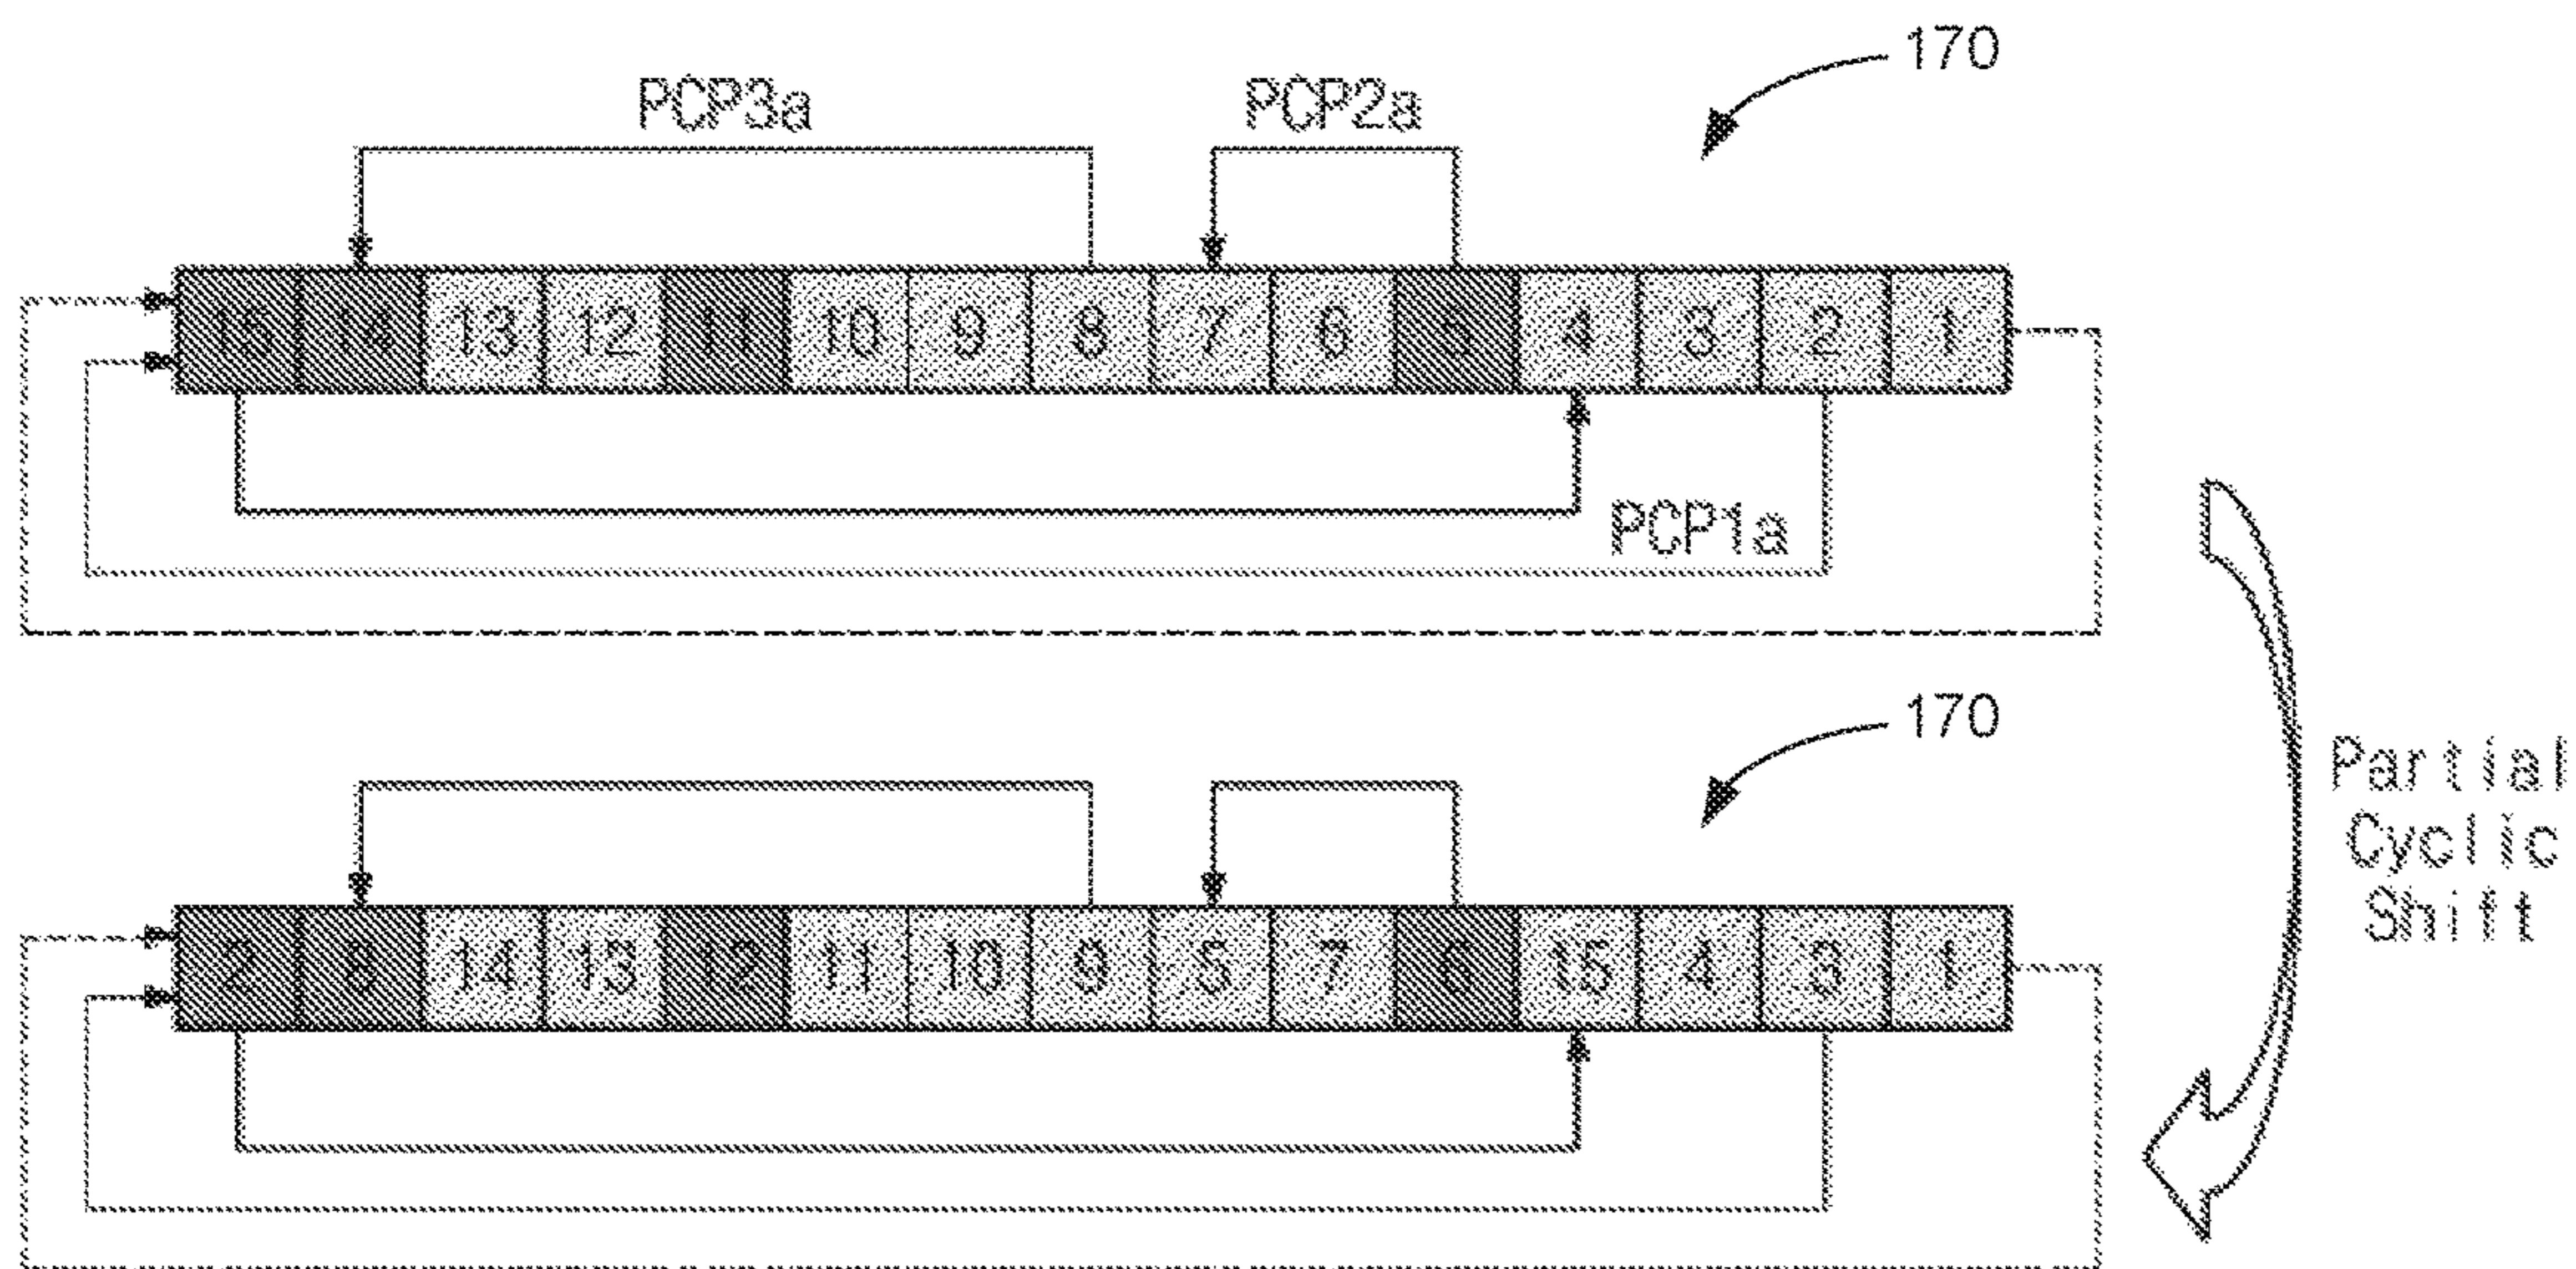 170
PCP3a PCP2a
15 14 13 12 11 10 9 8 7 6 5 4 3 2 1
PCP1a
170
Partial
Cyclic
Shift
2 8 14 13 12 11 10 9 5 7 6 15 4 3 1